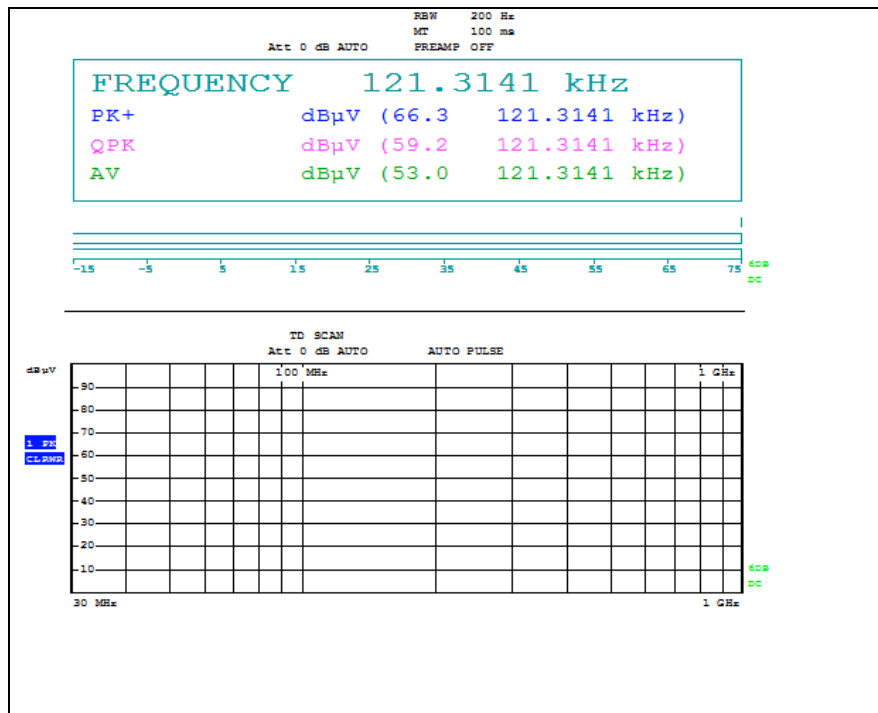 RBW 200 Hz
MT 100 ms
Att 0 dB AUTO PREAMP OFF
FREQUENCY 121.3141 kHz
PK+ dBµV (66.3 121.3141 kHz)
QPK dBµV (59.2 121.3141 kHz)
AV dBµV (53.0 121.3141 kHz)
-15 -5 5 15 25 35 45 55 65 75
6DB
DC
TD SCAN
Att 0 dB AUTO AUTO PULSE
dBµV
100 MHz 1 GHz
90
80
70
1 PK
CLRWR
60
50
40
30
20
10
6DB
DC
30 MHz 1 GHz